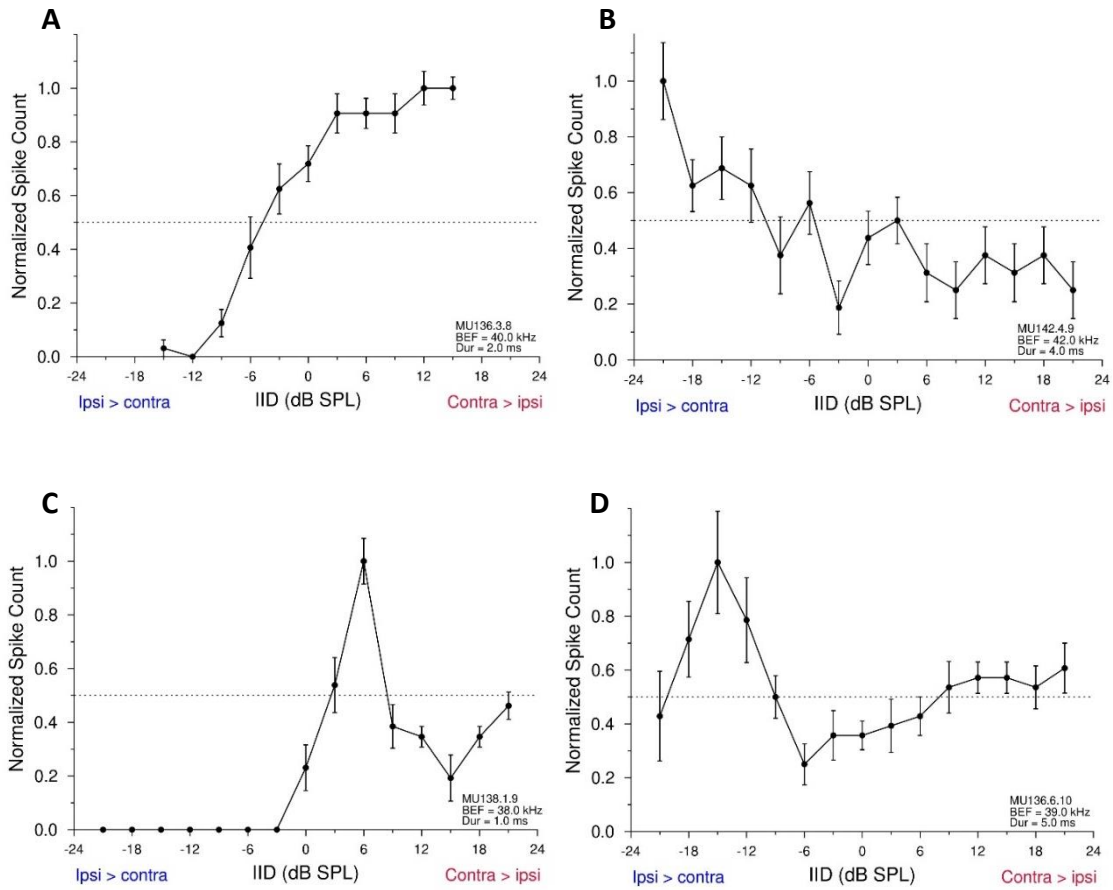 A
Normalized Spike Count
1.0
0.8
0.6
0.4
0.2
0.0
MU136.3.8
BEF = 40.0 kHz
Dur = 2.0 ms
-24 -18 -12 -6 0 6 12 18 24
Ipsi > contra IID (dB SPL) Contra > ipsi
B
Normalized Spike Count
1.0
0.8
0.6
0.4
0.2
0.0
MU142.4.9
BEF = 42.0 kHz
Dur = 4.0 ms
-24 -18 -12 -6 0 6 12 18 24
Ipsi > contra IID (dB SPL) Contra > ipsi
C
Normalized Spike Count
1.0
0.8
0.6
0.4
0.2
0.0
MU138.1.9
BEF = 38.0 kHz
Dur = 1.0 ms
-24 -18 -12 -6 0 6 12 18 24
Ipsi > contra IID (dB SPL) Contra > ipsi
D
Normalized Spike Count
1.0
0.8
0.6
0.4
0.2
0.0
MU136.6.10
BEF = 39.0 kHz
Dur = 5.0 ms
-24 -18 -12 -6 0 6 12 18 24
Ipsi > contra IID (dB SPL) Contra > ipsi